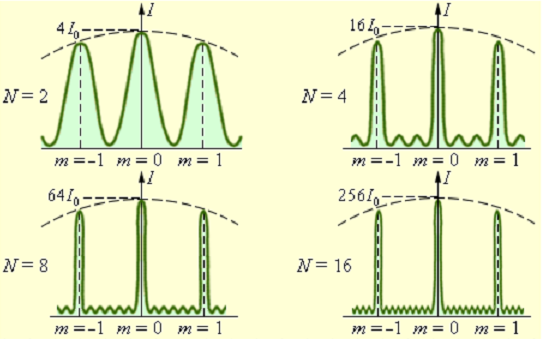 I
4I₀
N = 2
m = -1 m = 0 m = 1
I
16I₀
N = 4
m = -1 m = 0 m = 1
I
64I₀
N = 8
m = -1 m = 0 m = 1
I
256I₀
N = 16
m = -1 m = 0 m = 1